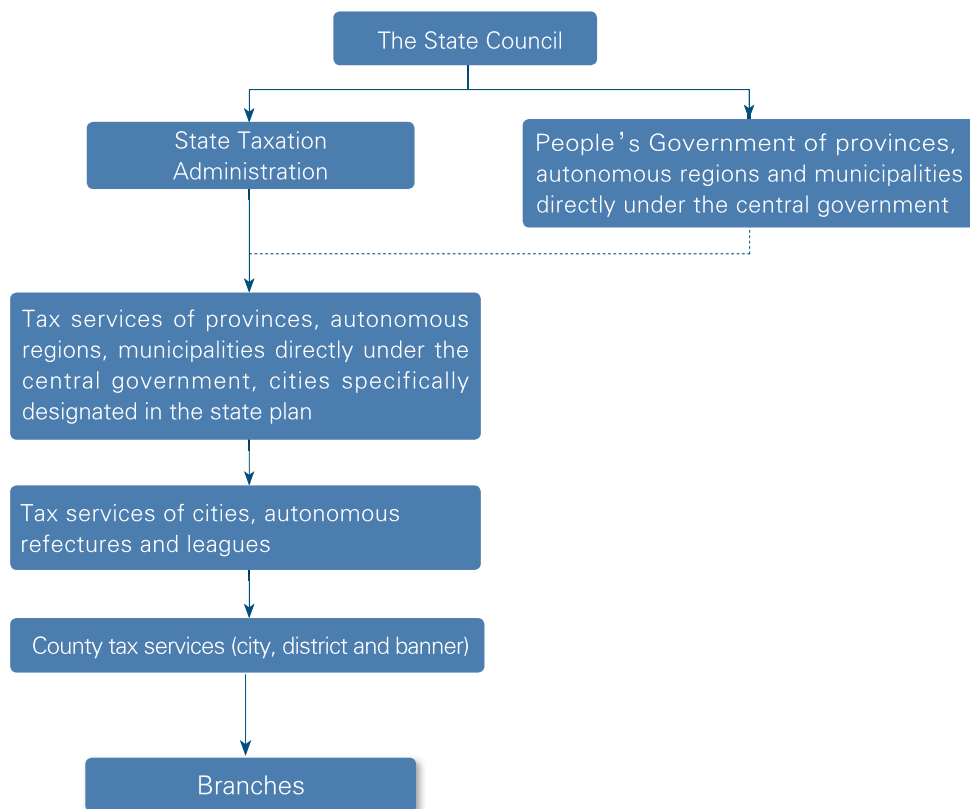 The State Council
State Taxation
Administration
People's Government of provinces,
autonomous regions and municipalities
directly under the central government
Tax services of provinces, autonomous
regions, municipalities directly under the
central government, cities specifically
designated in the state plan
Tax services of cities, autonomous
refectures and leagues
County tax services (city, district and banner)
Branches